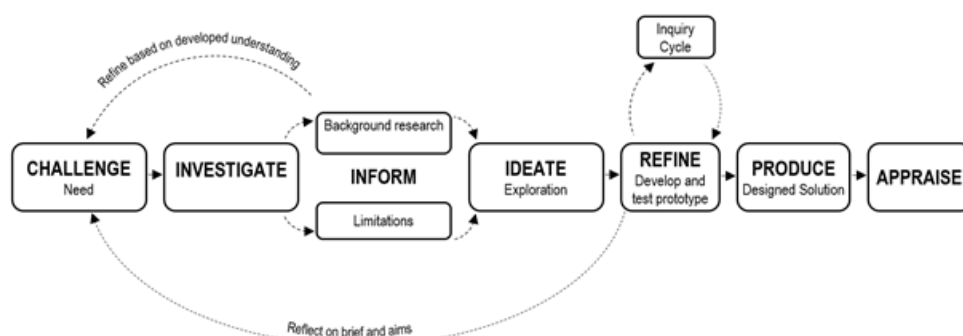 Inquiry
Cycle
Refine based on developed understanding
Background research
CHALLENGE
Need
INVESTIGATE
INFORM
IDEATE
Exploration
REFINE
Develop and
test prototype
PRODUCE
Designed Solution
APPRAISE
Limitations
Reflect on brief and aims